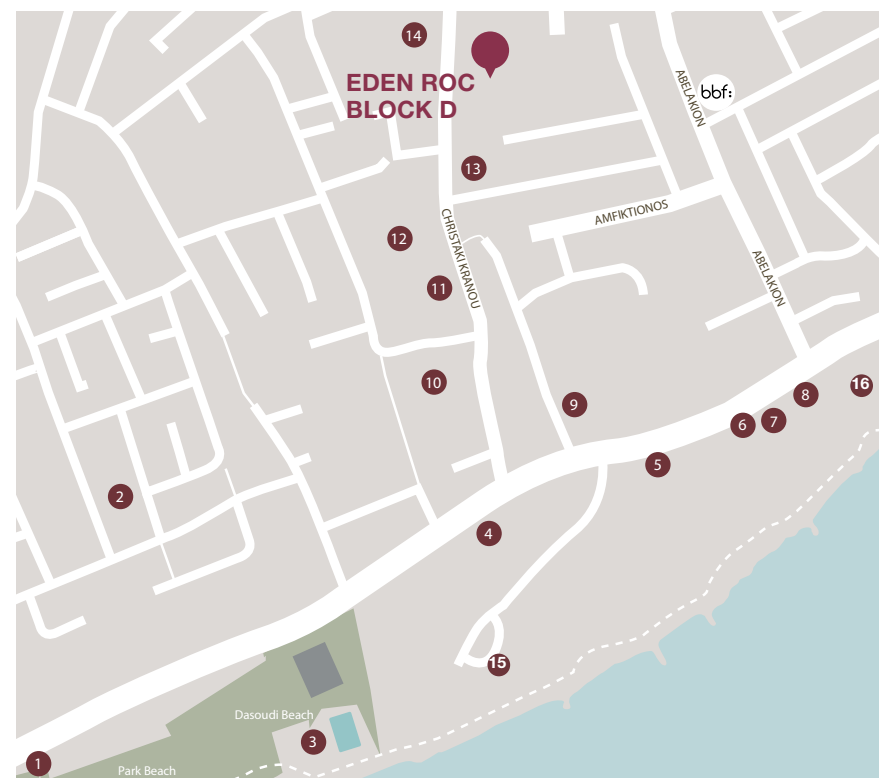 14
EDEN ROC
BLOCK D
ABELAKION
bbf:
13
AMFIKTIONOS
12
CHRISTAKI KRANOU
11
ABELAKION
10
9
8
16
6
7
5
2
4
15
Dasoudi Beach
3
1
Park Beach